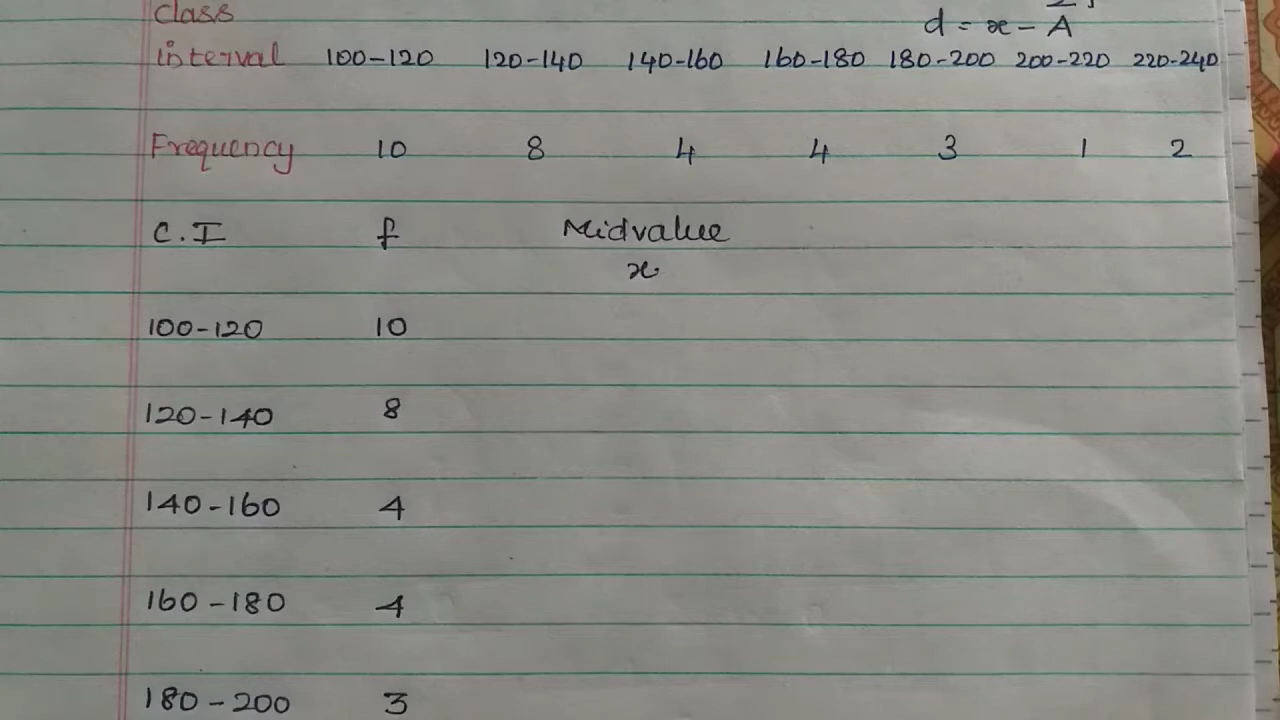 class
d = x - A
interval 100-120 120-140 140-160 160-180 180-200 200-220 220-240
Frequency 10 8 4 4 3 1 2
C.I f Midvalue
x
100-120 10
120-140 8
140-160 4
160-180 4
180-200 3